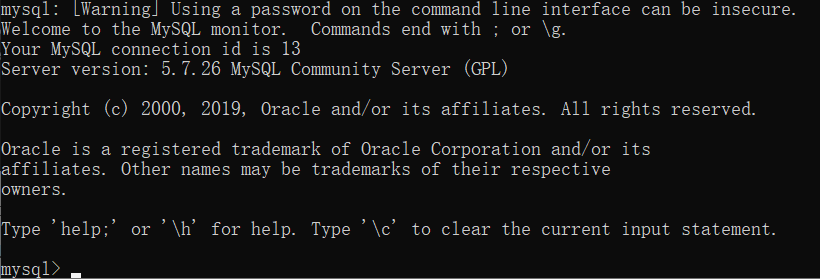 mysql: [Warning] Using a password on the command line interface can be insecure.
Welcome to the MySQL monitor.  Commands end with ; or \g.
Your MySQL connection id is 13
Server version: 5.7.26 MySQL Community Server (GPL)
Copyright (c) 2000, 2019, Oracle and/or its affiliates. All rights reserved.
Oracle is a registered trademark of Oracle Corporation and/or its
affiliates. Other names may be trademarks of their respective
owners.
Type 'help;' or '\h' for help. Type '\c' to clear the current input statement.
mysql>